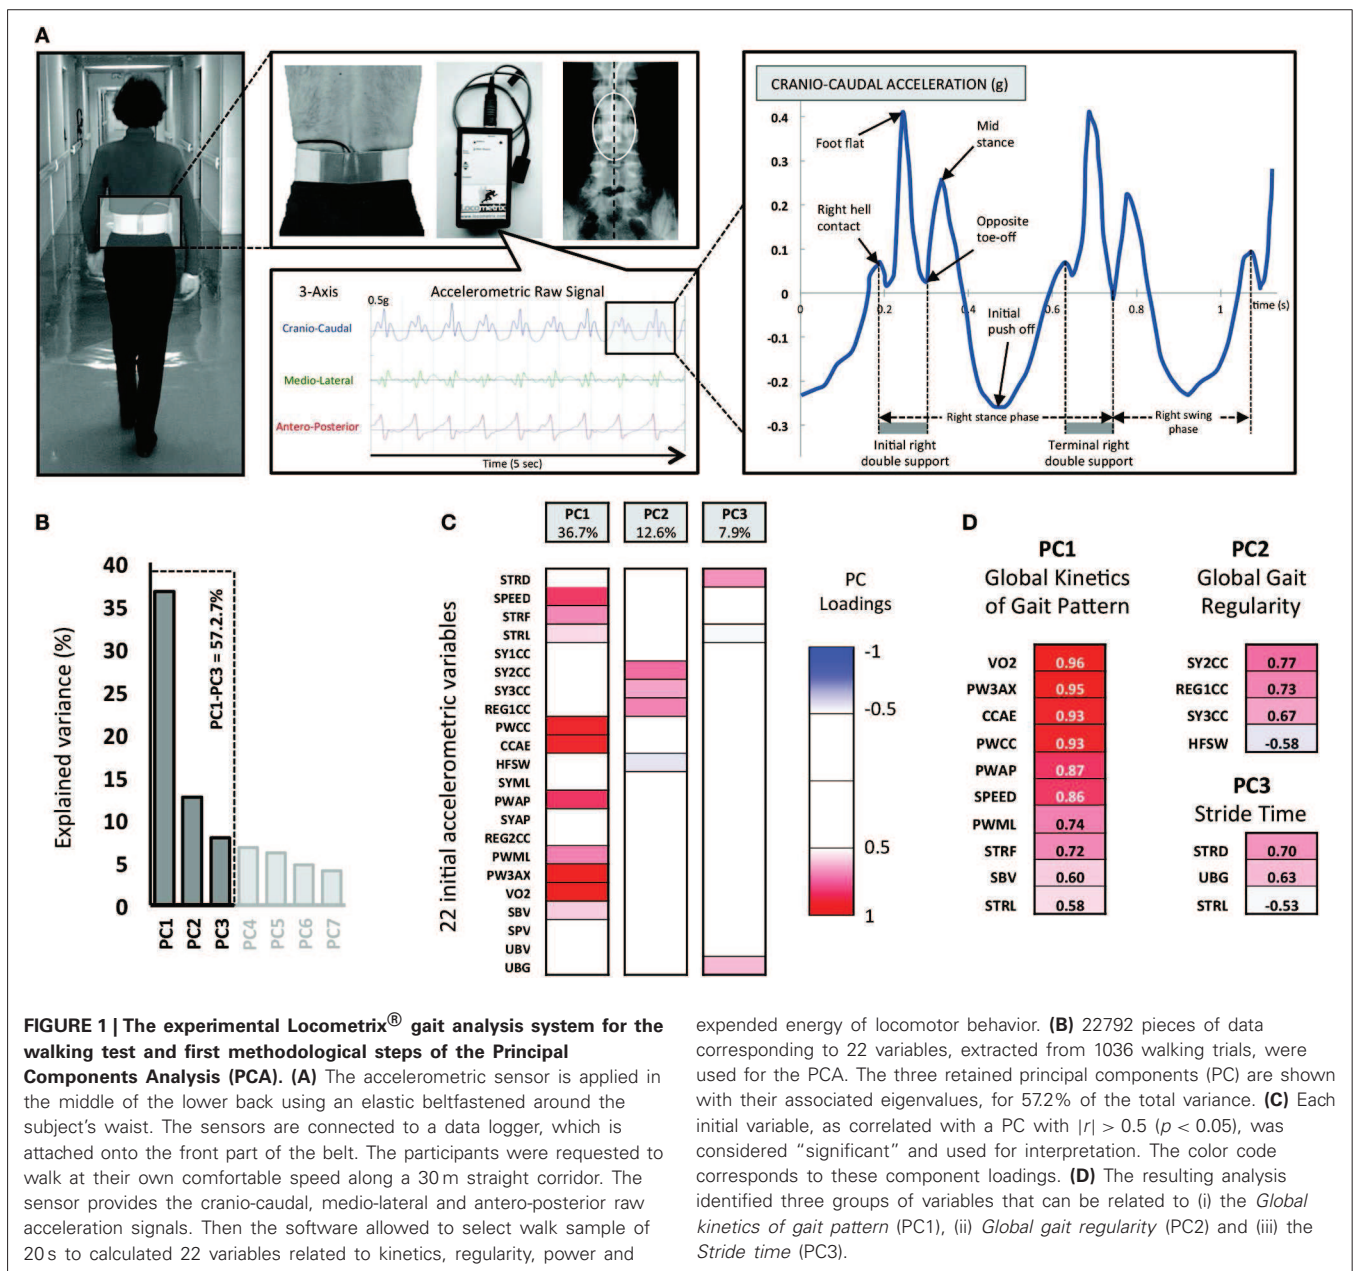 A
CRANIO-CAUDAL ACCELERATION (g)
0.4
0.3
0.2
0.1
0
-0.1
-0.2
-0.3
Foot flat
Mid
stance
Right hell
contact
Opposite
toe-off
Initial
push off
0.2
0.4
0.6
0.8
1
time (s)
Right stance phase
Right swing
phase
Initial right
double support
Terminal right
double support
Locometrix
www.locometrix.com
3-Axis
Accelerometric Raw Signal
0.5g
Cranio-Caudal
Medio-Lateral
Antero-Posterior
Time (5 sec)
B
Explained variance (%)
40
35
30
25
20
15
10
5
0
PC1-PC3 = 57.2.7%
PC1
PC2
PC3
PC4
PC5
PC6
PC7
C
PC1
36.7%
PC2
12.6%
PC3
7.9%
22 initial accelerometric variables
STRD
SPEED
STRF
STRL
SY1CC
SY2CC
SY3CC
REG1CC
PWCC
CCAE
HFSW
SYML
PWAP
SYAP
REG2CC
PWML
PW3AX
VO2
SBV
SPV
UBV
UBG
PC
Loadings
-1
-0.5
0.5
1
D
PC1
Global Kinetics
of Gait Pattern
VO2 0.96
PW3AX 0.95
CCAE 0.93
PWCC 0.93
PWAP 0.87
SPEED 0.86
PWML 0.74
STRF 0.72
SBV 0.60
STRL 0.58
PC2
Global Gait
Regularity
SY2CC 0.77
REG1CC 0.73
SY3CC 0.67
HFSW -0.58
PC3
Stride Time
STRD 0.70
UBG 0.63
STRL -0.53
FIGURE 1 | The experimental Locometrix® gait analysis system for the
walking test and first methodological steps of the Principal
Components Analysis (PCA). (A) The accelerometric sensor is applied in
the middle of the lower back using an elastic beltfastened around the
subject's waist. The sensors are connected to a data logger, which is
attached onto the front part of the belt. The participants were requested to
walk at their own comfortable speed along a 30 m straight corridor. The
sensor provides the cranio-caudal, medio-lateral and antero-posterior raw
acceleration signals. Then the software allowed to select walk sample of
20 s to calculated 22 variables related to kinetics, regularity, power and
expended energy of locomotor behavior. (B) 22792 pieces of data
corresponding to 22 variables, extracted from 1036 walking trials, were
used for the PCA. The three retained principal components (PC) are shown
with their associated eigenvalues, for 57.2% of the total variance. (C) Each
initial variable, as correlated with a PC with |r| > 0.5 (p < 0.05), was
considered "significant" and used for interpretation. The color code
corresponds to these component loadings. (D) The resulting analysis
identified three groups of variables that can be related to (i) the Global
kinetics of gait pattern (PC1), (ii) Global gait regularity (PC2) and (iii) the
Stride time (PC3).